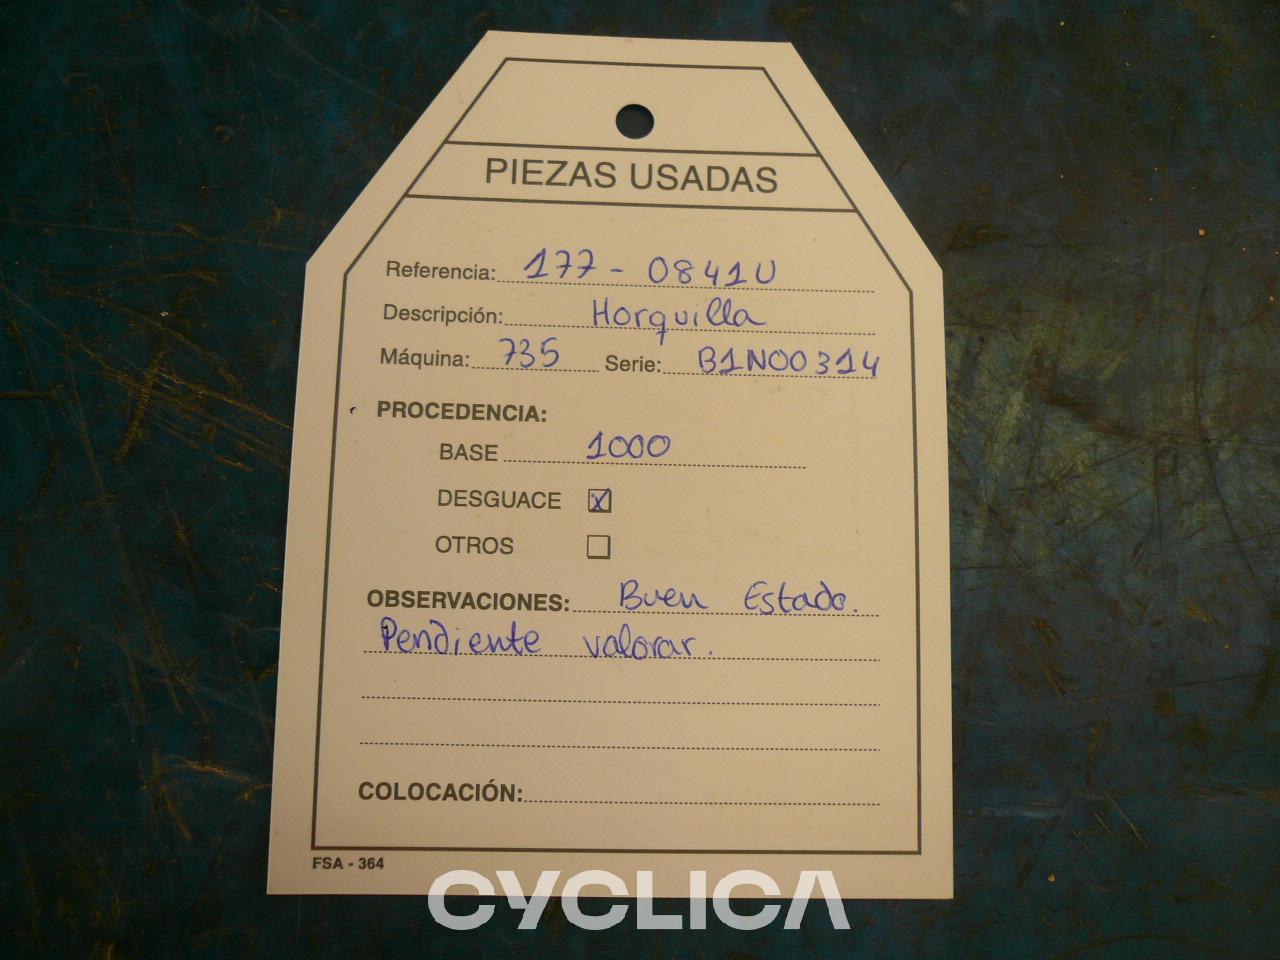 PIEZAS USADAS
Referencia: 177-0841U
Descripción: Horquilla
Máquina: 735 Serie: B1N00314
PROCEDENCIA:
BASE 1000
DESGUACE X
OTROS
OBSERVACIONES: Buen Estado.
Pendiente valorar.
COLOCACIÓN:
FSA - 364
CYCLICA